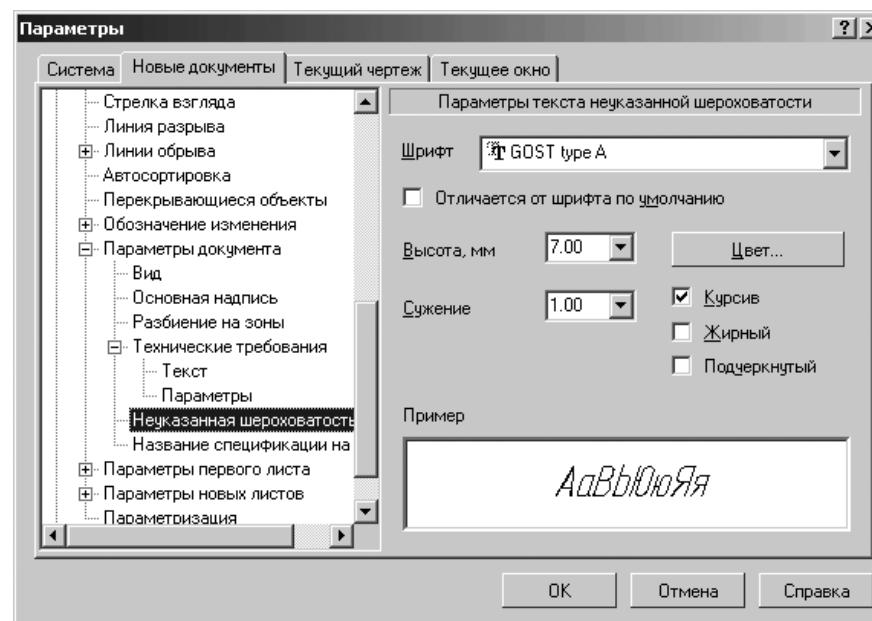 Параметры
Система
Новые документы
Текущий чертеж
Текущее окно
Стрелка взгляда
Линия разрыва
Линии обрыва
Автосортировка
Перекрывающиеся объекты
Обозначение изменения
Параметры документа
Вид
Основная надпись
Разбиение на зоны
Технические требования
Текст
Параметры
Неуказанная шероховатость
Название спецификации на
Параметры первого листа
Параметры новых листов
Параметризация
Параметры текста неуказанной шероховатости
Шрифт
GOST type A
Отличается от шрифта по умолчанию
Высота, мм
7.00
Цвет...
Сужение
1.00
Курсив
Жирный
Подчеркнутый
Пример
АаВbЮюЯя
OK
Отмена
Справка